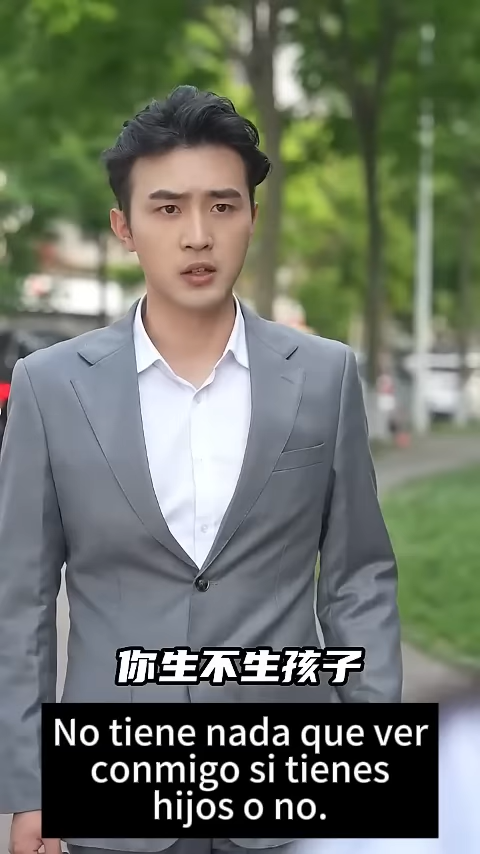 你生不生孩子
No tiene nada que ver
conmigo si tienes
hijos o no.